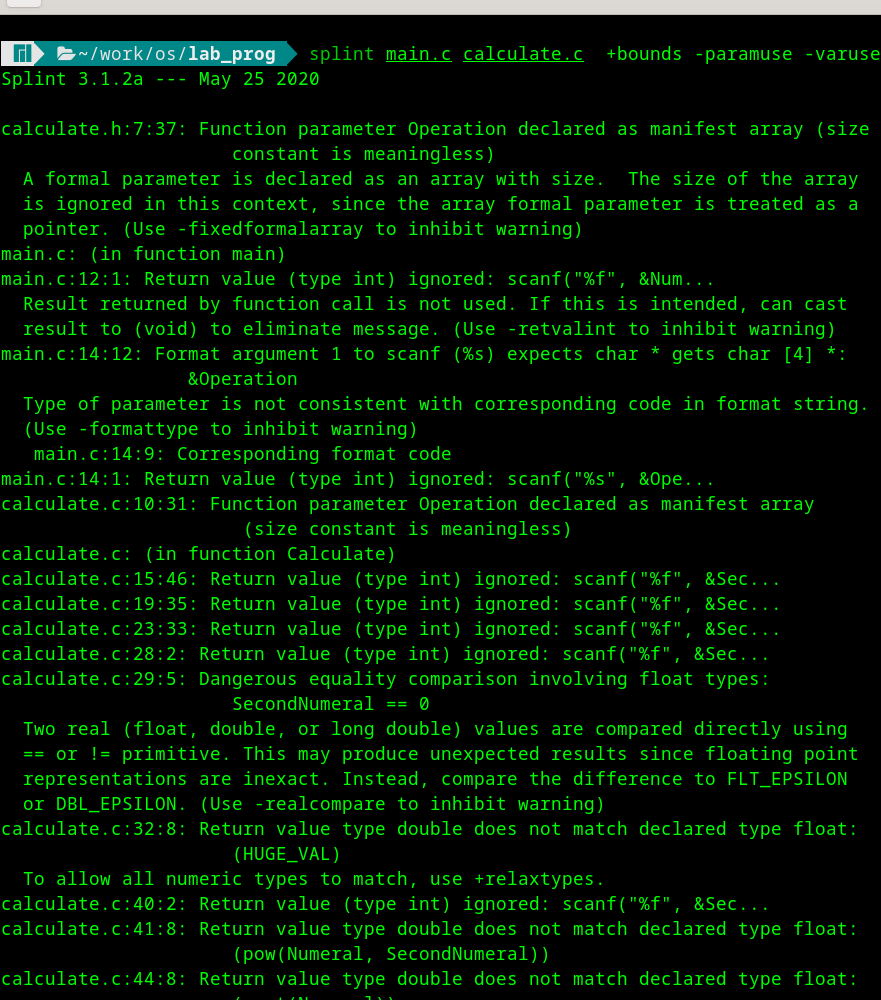 ~/work/os/lab_prog splint main.c calculate.c +bounds -paramuse -varuse
Splint 3.1.2a --- May 25 2020
calculate.h:7:37: Function parameter Operation declared as manifest array (size
constant is meaningless)
A formal parameter is declared as an array with size.  The size of the array
is ignored in this context, since the array formal parameter is treated as a
pointer. (Use -fixedformalarray to inhibit warning)
main.c: (in function main)
main.c:12:1: Return value (type int) ignored: scanf("%f", &Num...
Result returned by function call is not used. If this is intended, can cast
result to (void) to eliminate message. (Use -retvalint to inhibit warning)
main.c:14:12: Format argument 1 to scanf (%s) expects char * gets char [4] *:
&Operation
Type of parameter is not consistent with corresponding code in format string.
(Use -formattype to inhibit warning)
main.c:14:9: Corresponding format code
main.c:14:1: Return value (type int) ignored: scanf("%s", &Ope...
calculate.c:10:31: Function parameter Operation declared as manifest array
(size constant is meaningless)
calculate.c: (in function Calculate)
calculate.c:15:46: Return value (type int) ignored: scanf("%f", &Sec...
calculate.c:19:35: Return value (type int) ignored: scanf("%f", &Sec...
calculate.c:23:33: Return value (type int) ignored: scanf("%f", &Sec...
calculate.c:28:2: Return value (type int) ignored: scanf("%f", &Sec...
calculate.c:29:5: Dangerous equality comparison involving float types:
SecondNumeral == 0
Two real (float, double, or long double) values are compared directly using
== or != primitive. This may produce unexpected results since floating point
representations are inexact. Instead, compare the difference to FLT_EPSILON
or DBL_EPSILON. (Use -realcompare to inhibit warning)
calculate.c:32:8: Return value type double does not match declared type float:
(HUGE_VAL)
To allow all numeric types to match, use +relaxtypes.
calculate.c:40:2: Return value (type int) ignored: scanf("%f", &Sec...
calculate.c:41:8: Return value type double does not match declared type float:
(pow(Numeral, SecondNumeral))
calculate.c:44:8: Return value type double does not match declared type float: